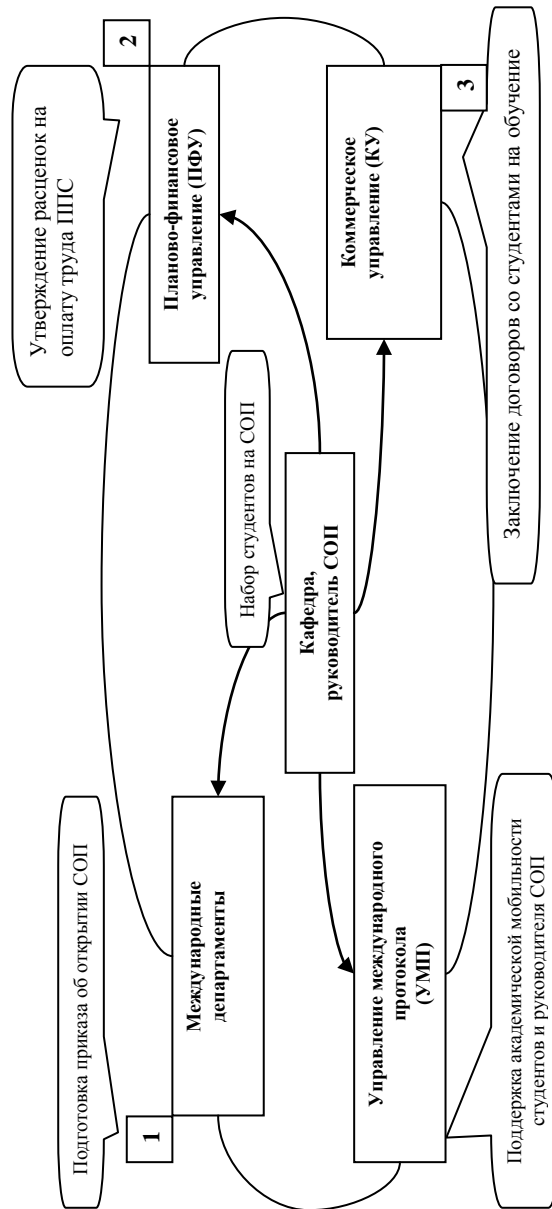 Подготовка приказа об открытии СОП
1
Международные
департаменты
Утверждение расценок на
оплату труда ППС
2
Планово-финансовое
управление (ПФУ)
Набор студентов на СОП
Кафедра,
руководитель СОП
Управление международного
протокола
(УМП)
Поддержка академической мобильности
студентов и руководителя СОП
Коммерческое
управление (КУ)
3
Заключение договоров со студентами на обучение